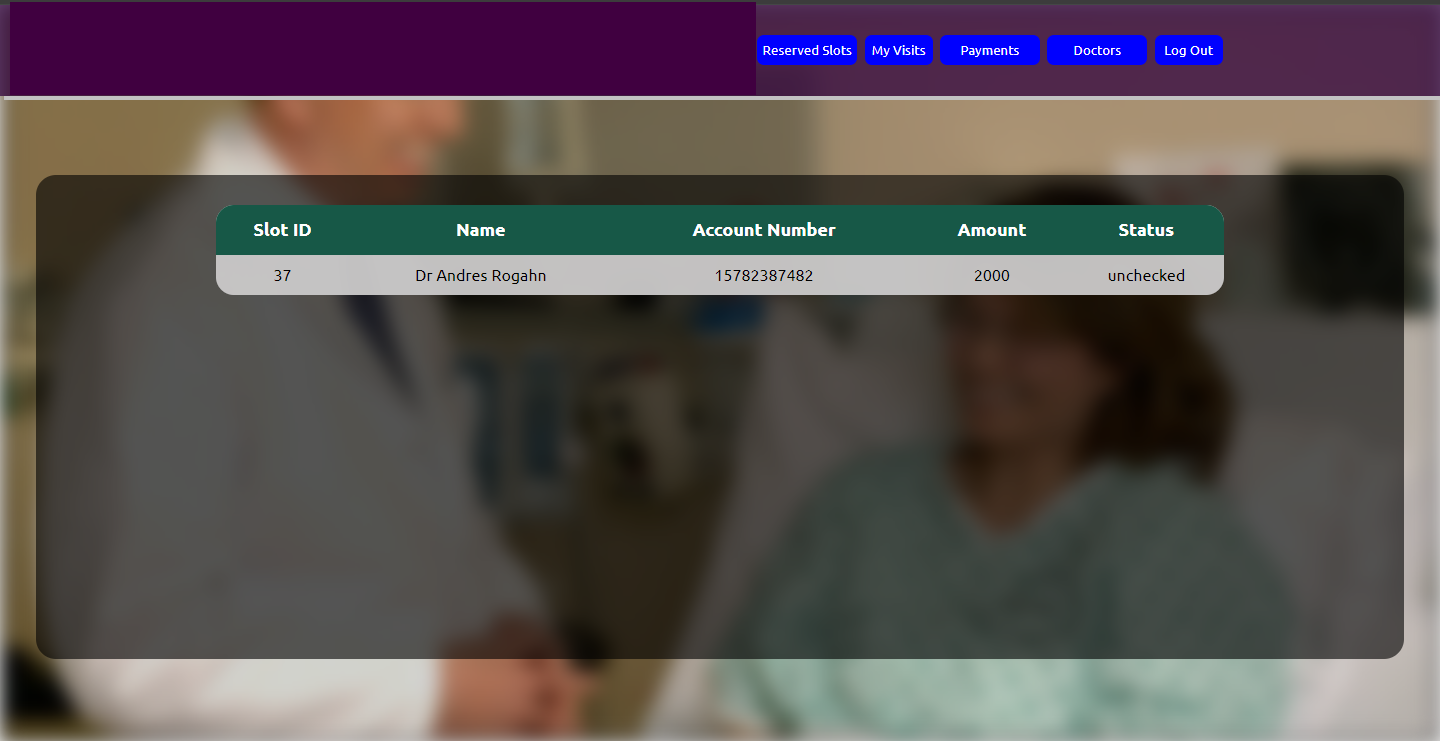 Reserved Slots My Visits Payments Doctors Log Out
Slot ID Name Account Number Amount Status
37 Dr Andres Rogahn 15782387482 2000 unchecked